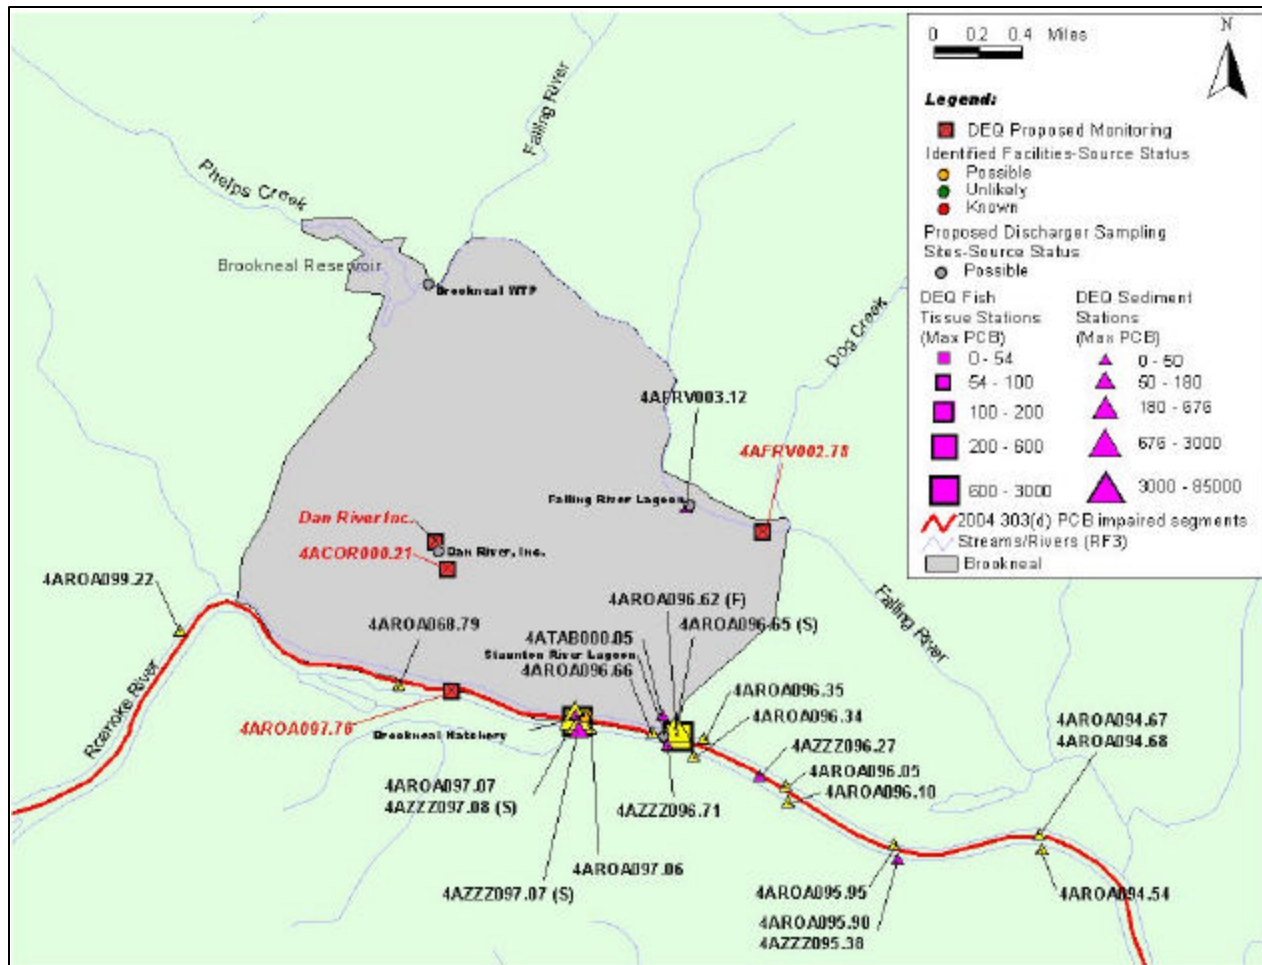 0 0.2 0.4 Miles
N
Legend:
DEQ Proposed Monitoring
Identified Facilities-Source Status
Possible
Unlikely
Known
Proposed Discharger Sampling
Sites-Source Status
Possible
DEQ Fish
Tissue Stations
(Max PCB)
0 - 54
54 - 100
100 - 200
200 - 600
600 - 3000
DEQ Sediment
Stations
(Max PCB)
0 - 50
50 - 180
180 - 676
676 - 3000
3000 - 85000
2004 303(d) PCB impaired segments
Streams/Rivers (RF3)
Brookneal
Falling River
Phelps Creek
Brookneal Reservoir
Brookneal WTP
Dog Creek
4AFRV003.12
4AFRV002.78
Falling River Lagoon
Dan River Inc.
Dan River, Inc.
4ACOR000.21
4AROA099.22
4AROA068.79
4AROA096.62 (F)
4AROA096.65 (S)
4ATAB000.05
Staunton River Lagoon
4AROA096.66
Falling River
Roanoke River
4AROA097.76
Brookneal Hatchery
4AROA096.35
4AROA096.34
4AZZZ096.27
4AROA096.05
4AROA096.10
4AROA094.67
4AROA094.68
4AROA097.07
4AZZZ097.08 (S)
4AZZZ096.71
4AROA097.06
4AZZZ097.07 (S)
4AROA095.95
4AROA094.54
4AROA095.90
4AZZZ095.38